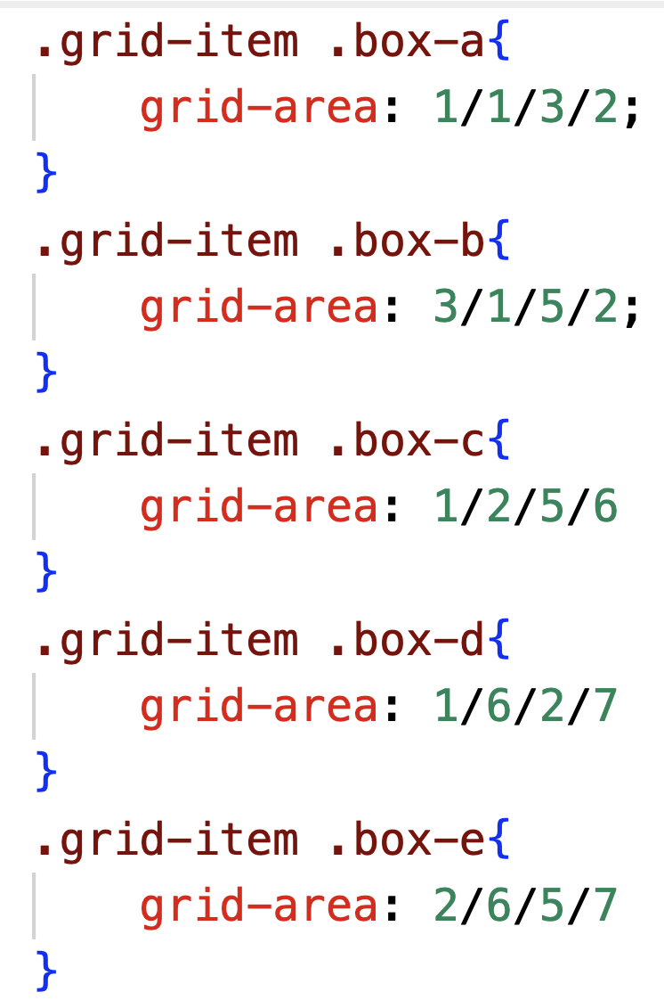 .grid-item .box-a{
    grid-area: 1/1/3/2;
}
.grid-item .box-b{
    grid-area: 3/1/5/2;
}
.grid-item .box-c{
    grid-area: 1/2/5/6
}
.grid-item .box-d{
    grid-area: 1/6/2/7
}
.grid-item .box-e{
    grid-area: 2/6/5/7
}